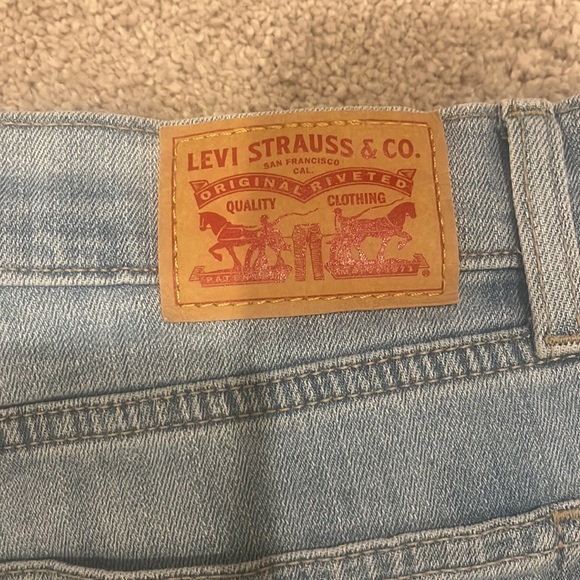 LEVI STRAUSS & CO.
SAN FRANCISCO
CAL.
ORIGINAL RIVETED
QUALITY CLOTHING